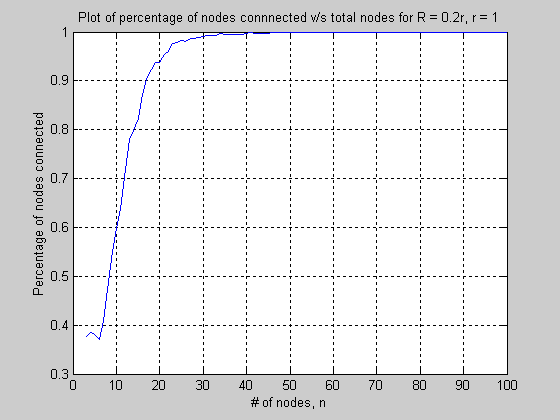 Plot of percentage of nodes connnected v/s total nodes for R = 0.2r, r = 1
1
0.9
0.8
0.7
0.6
0.5
0.4
0.3
Percentage of nodes connected
0 10 20 30 40 50 60 70 80 90 100
# of nodes, n